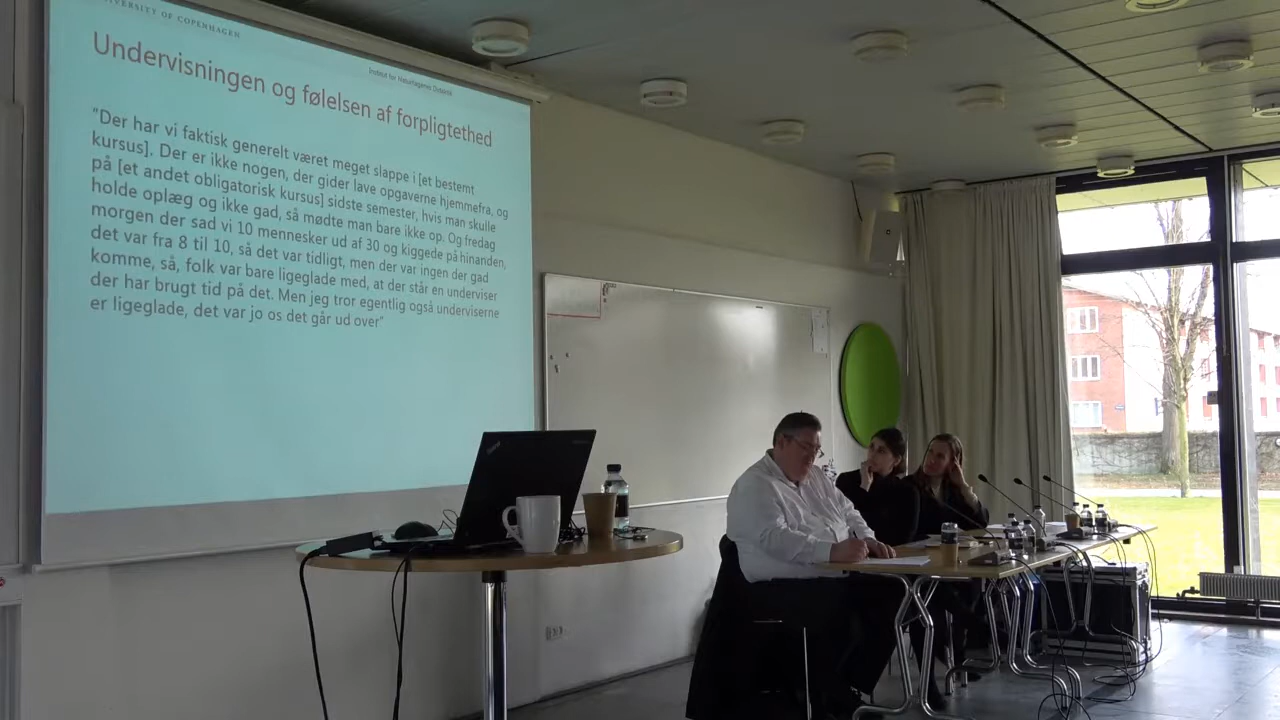 UNIVERSITY OF COPENHAGEN
Institut for Naturfagenes Didaktik
Undervisningen og følelsen af forpligtethed
"Der har vi faktisk generelt været meget slappe i [et bestemt
kursus]. Der er ikke nogen, der gider lave opgaverne hjemmefra, og
på [et andet obligatorisk kursus] sidste semester, hvis man skulle
holde oplæg og ikke gad, så mødte man bare ikke op. Og fredag
morgen der sad vi 10 mennesker ud af 30 og kiggede på hinanden,
det var fra 8 til 10, så det var tidligt, men der var ingen der gad
komme, så, folk var bare ligeglade med, at der står en underviser
der har brugt tid på det. Men jeg tror egentlig også underviserne
er ligeglade, det var jo os det går ud over"